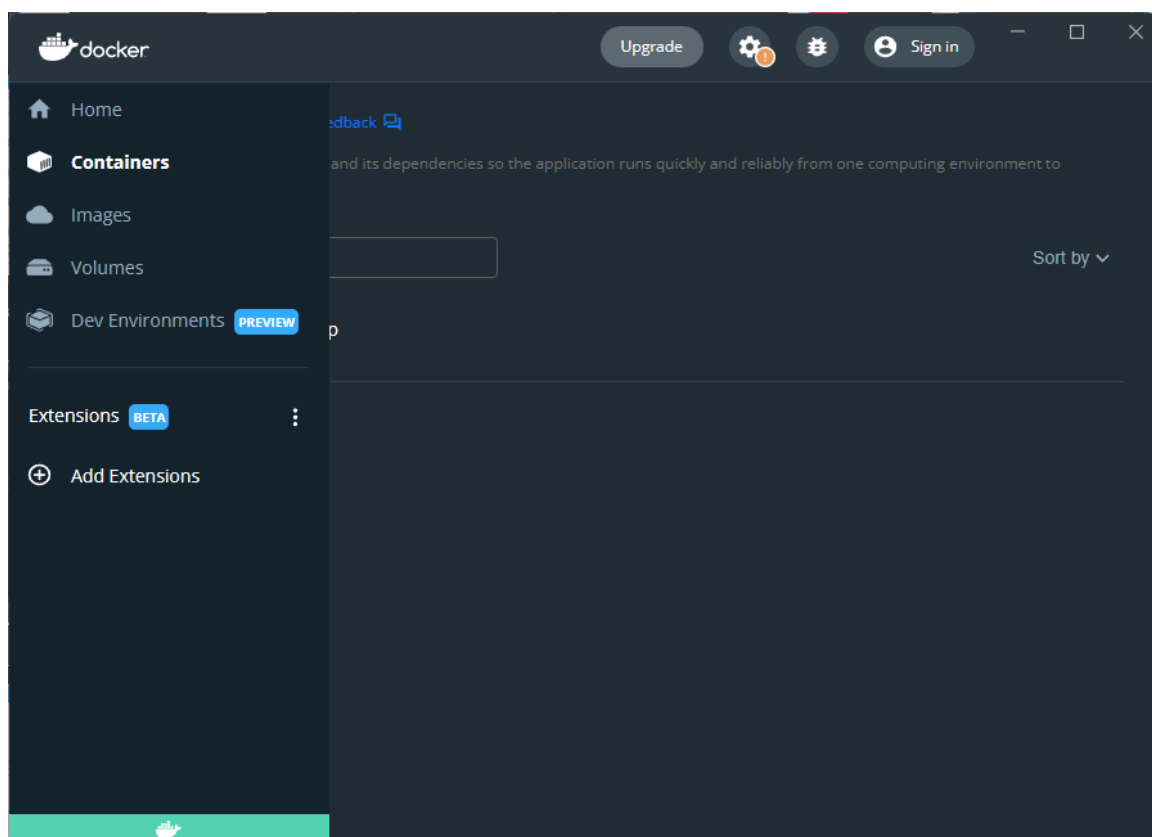 docker
Upgrade
Sign in
Home
Containers
Images
Volumes
Dev Environments PREVIEW
Extensions BETA
Add Extensions
edback
and its dependencies so the application runs quickly and reliably from one computing environment to
Sort by
p